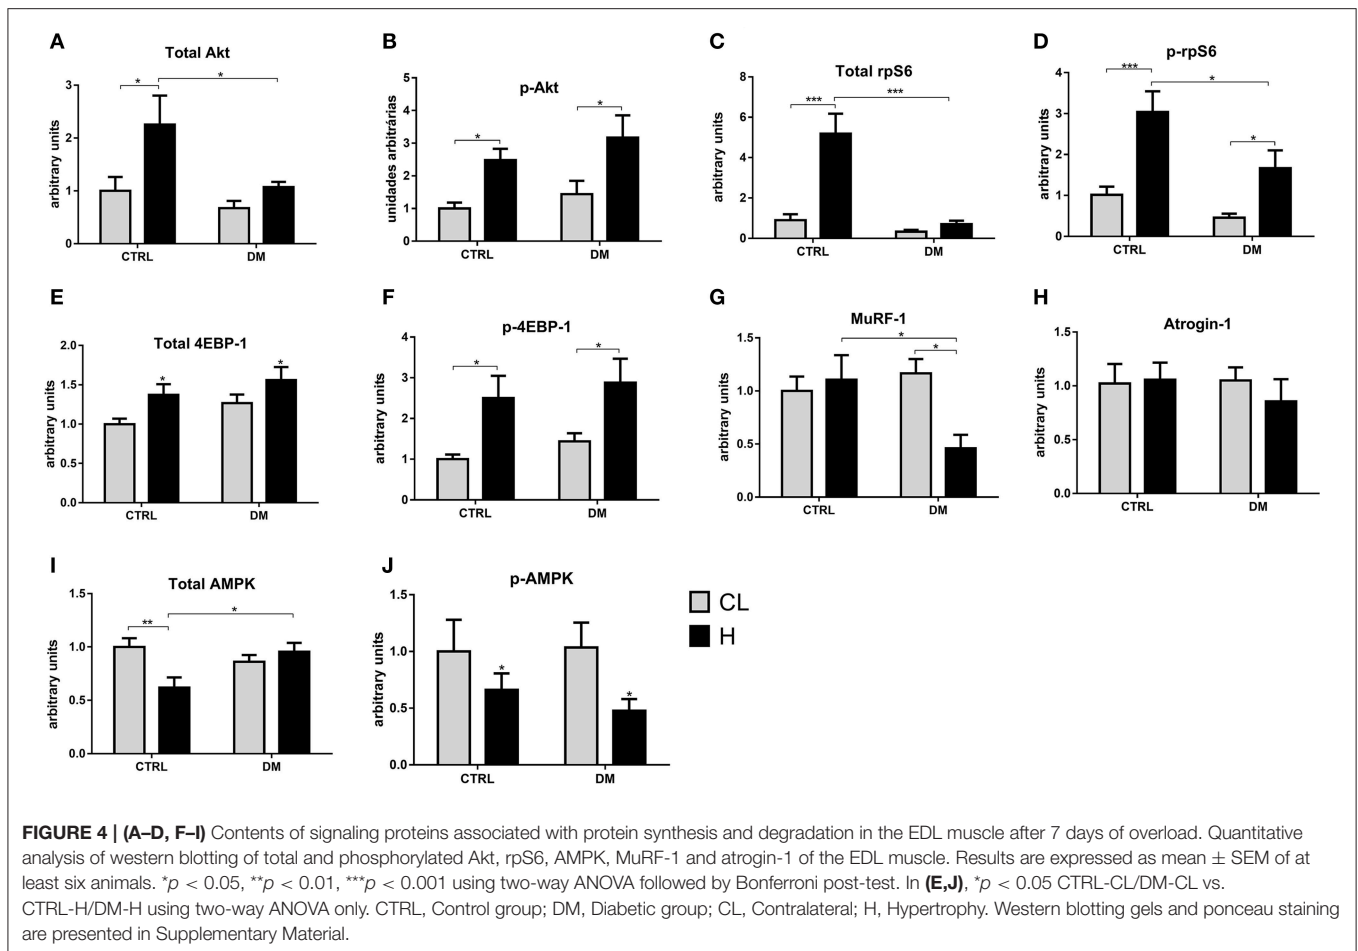 A
Total Akt
arbitrary units
3
2
1
0
*
*
CTRL
DM
B
p-Akt
unidades arbitrárias
5
4
3
2
1
0
*
*
CTRL
DM
C
Total rpS6
arbitrary units
8
6
4
2
0
***
***
CTRL
DM
D
p-rpS6
arbitrary units
4
3
2
1
0
***
*
*
CTRL
DM
E
Total 4EBP-1
arbitrary units
2.0
1.5
1.0
0.5
0.0
*
*
CTRL
DM
F
p-4EBP-1
arbitrary units
4
3
2
1
0
*
*
CTRL
DM
G
MuRF-1
arbitrary units
1.5
1.0
0.5
0.0
*
*
CTRL
DM
H
Atrogin-1
arbitrary units
1.5
1.0
0.5
0.0
CTRL
DM
I
Total AMPK
arbitrary units
1.5
1.0
0.5
0.0
**
*
CTRL
DM
J
p-AMPK
arbitrary units
1.5
1.0
0.5
0.0
*
*
CTRL
DM
CL
H
FIGURE 4 | (A–D, F–I) Contents of signaling proteins associated with protein synthesis and degradation in the EDL muscle after 7 days of overload. Quantitative
analysis of western blotting of total and phosphorylated Akt, rpS6, AMPK, MuRF-1 and atrogin-1 of the EDL muscle. Results are expressed as mean ± SEM of at
least six animals. *p < 0.05, **p < 0.01, ***p < 0.001 using two-way ANOVA followed by Bonferroni post-test. In (E,J), *p < 0.05 CTRL-CL/DM-CL vs.
CTRL-H/DM-H using two-way ANOVA only. CTRL, Control group; DM, Diabetic group; CL, Contralateral; H, Hypertrophy. Western blotting gels and ponceau staining
are presented in Supplementary Material.